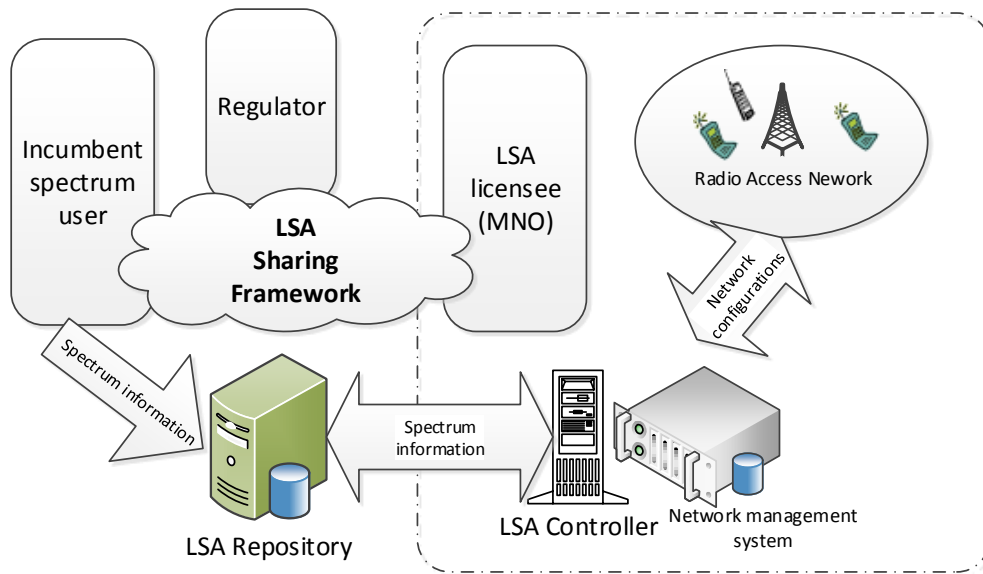 Incumbent
spectrum
user
Regulator
LSA
Sharing
Framework
LSA
licensee
(MNO)
Radio Access Nework
Network
configurations
Spectrum information
Spectrum
information
LSA Repository
LSA Controller
Network management
system